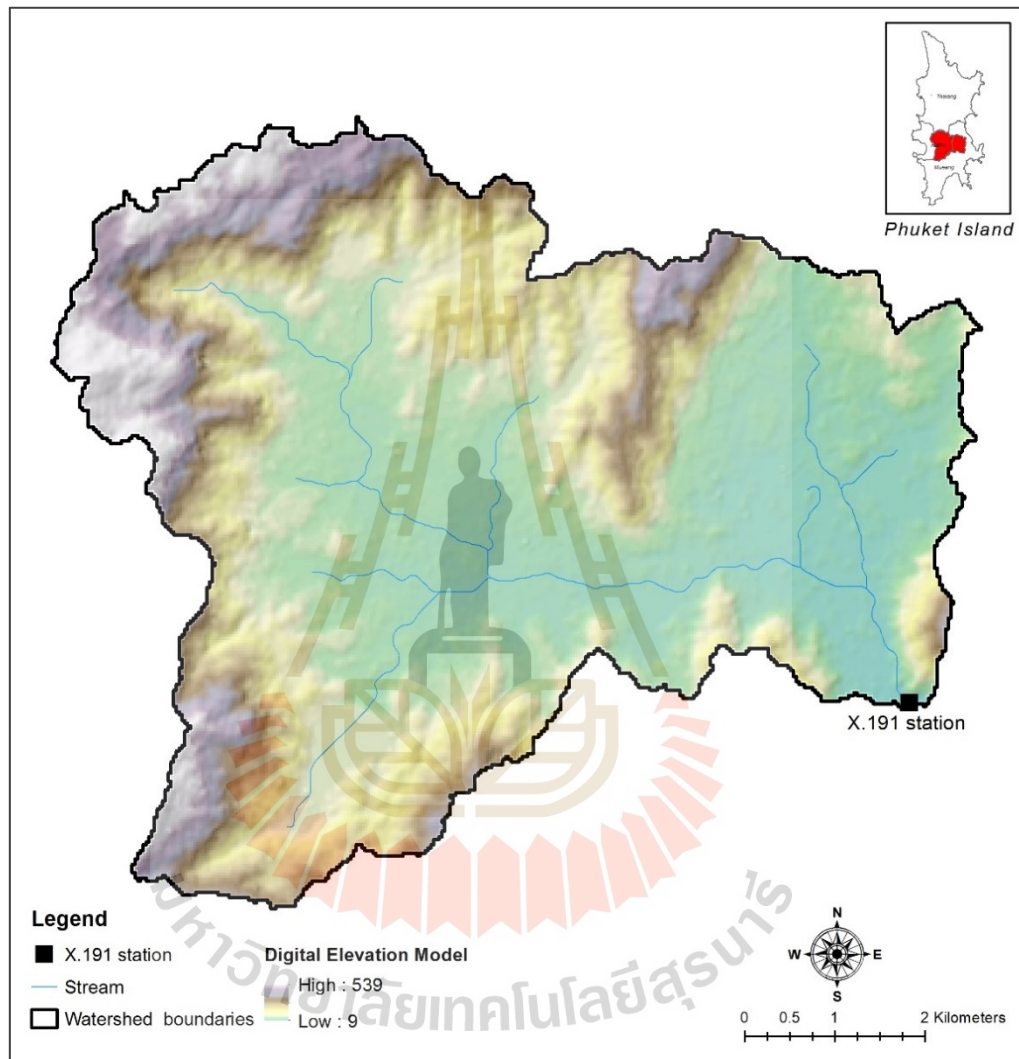 Phuket Island
X.191 station
Legend
X.191 station
Stream
Watershed boundaries
Digital Elevation Model
High : 539
Low : 9
N
W E
S
0 0.5 1 2 Kilometers
มหาวิทยาลัยเทคโนโลยีสุรนารี